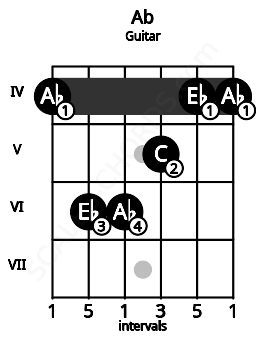 Ab
Guitar
IV Ab 1 Eb 1 Ab 1
V C 2
VI Eb 3 Ab 4
VII
1 5 1 3 5 1
intervals